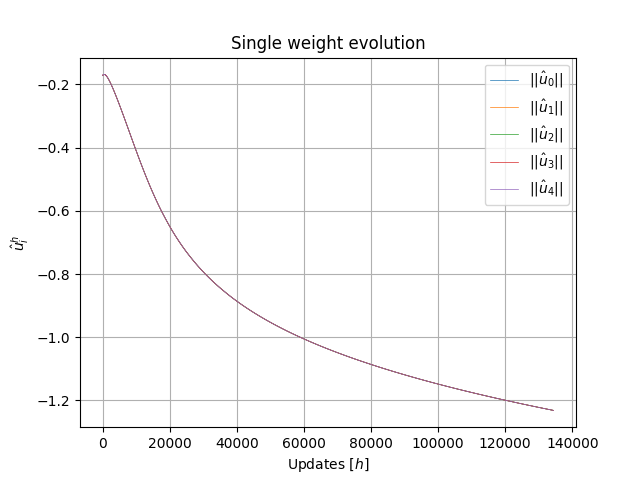 Single weight evolution
||û₀||
||û₁||
||û₂||
||û₃||
||û₄||
−0.2
−0.4
−0.6
−0.8
−1.0
−1.2
ûᵢʰ
0 20000 40000 60000 80000 100000 120000 140000
Updates [h]